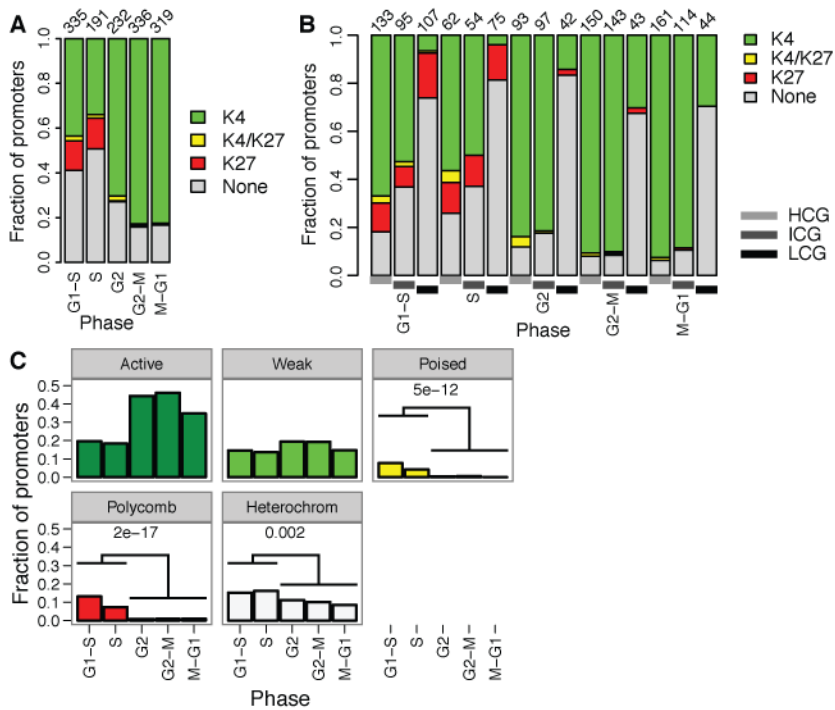 A
335 191 232 336 319
Fraction of promoters
1.0
0.8
0.6
0.4
0.2
0.0
G1-S S G2 G2-M M-G1
Phase
K4
K4/K27
K27
None
B
133 95 107 62 54 75 93 97 42 150 143 43 161 114 44
Fraction of promoters
1.0
0.8
0.6
0.4
0.2
0.0
G1-S S G2 G2-M M-G1
Phase
K4
K4/K27
K27
None
HCG
ICG
LCG
C
Fraction of promoters
Active Weak Poised
0.5
0.4
0.3
0.2
0.1
0.0
5e-12
Polycomb Heterochrom
0.5
0.4
0.3
0.2
0.1
0.0
2e-17 0.002
G1-S S G2 G2-M M-G1 G1-S S G2 G2-M M-G1 G1-S S G2 G2-M M-G1
Phase